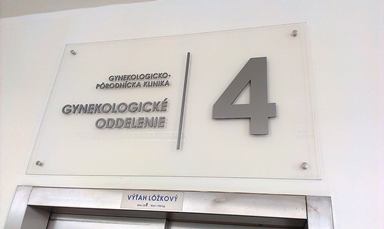 GYNEKOLOGICKO-
PÔRODNÍCKA KLINIKA
GYNEKOLOGICKÉ
ODDELENIE
4
VÝŤAH LÔŽKOVÝ